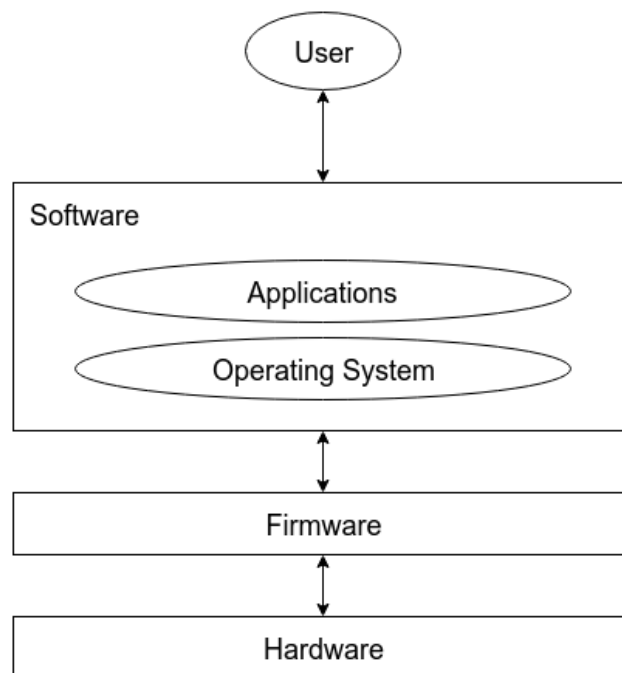 User
Software
Applications
Operating System
Firmware
Hardware